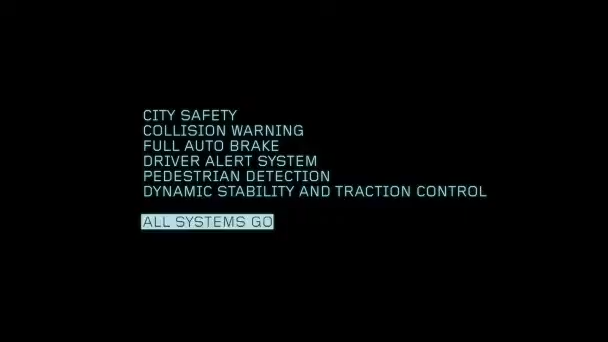 CITY SAFETY
COLLISION WARNING
FULL AUTO BRAKE
DRIVER ALERT SYSTEM
PEDESTRIAN DETECTION
DYNAMIC STABILITY AND TRACTION CONTROL
ALL SYSTEMS GO